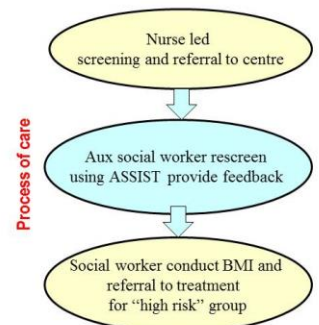 Process of care
Nurse led
screening and referral to centre
Aux social worker rescreen
using ASSIST provide feedback
Social worker conduct BMI and
referral to treatment
for “high risk” group